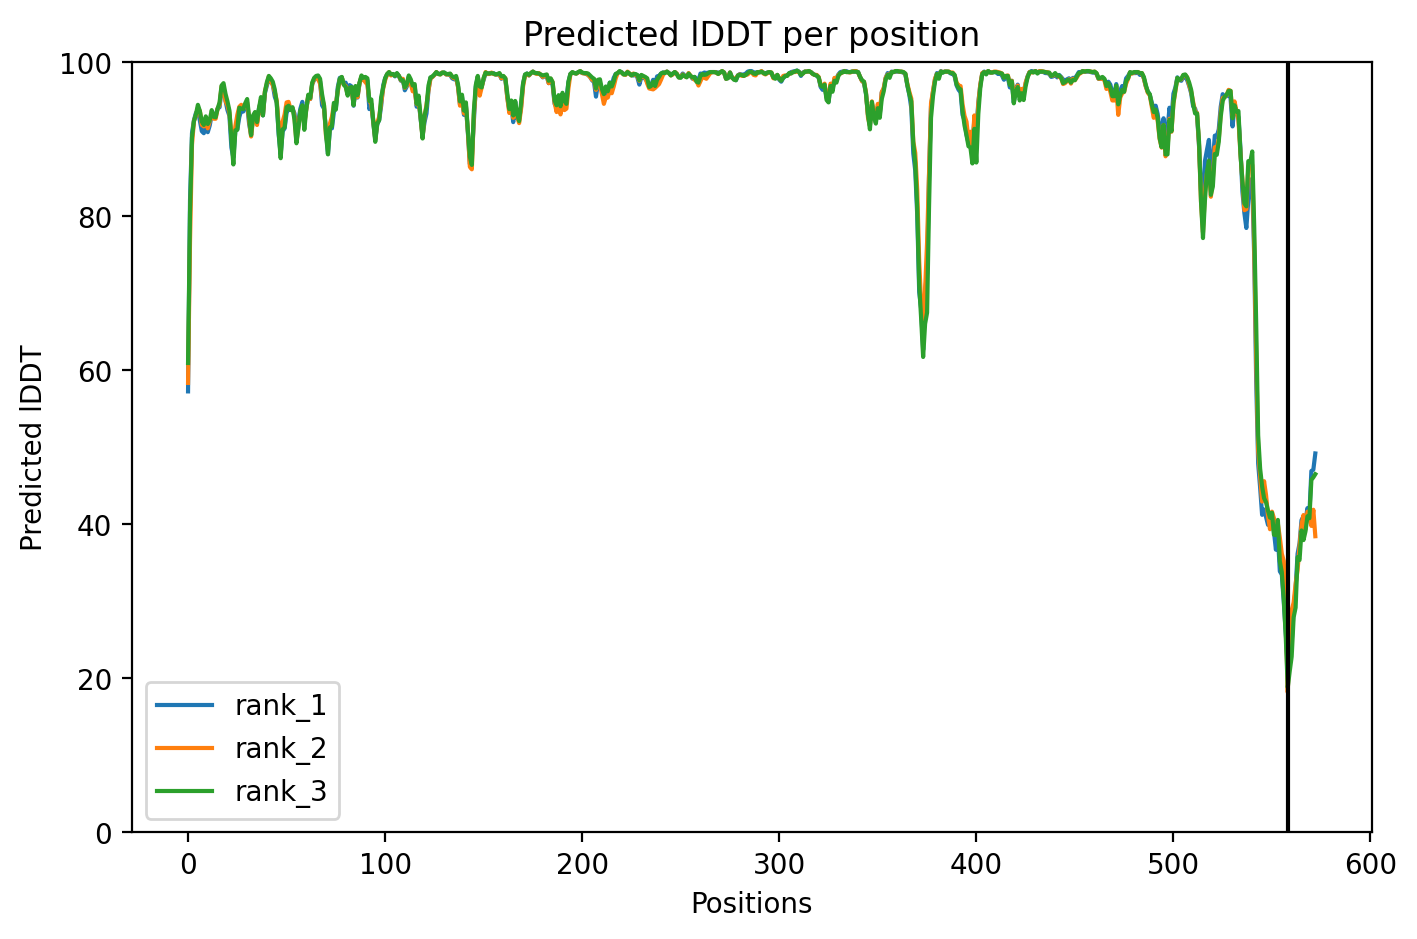 Predicted lDDT per position
100
80
60
40
20
0
Predicted lDDT
rank_1
rank_2
rank_3
0 100 200 300 400 500 600
Positions